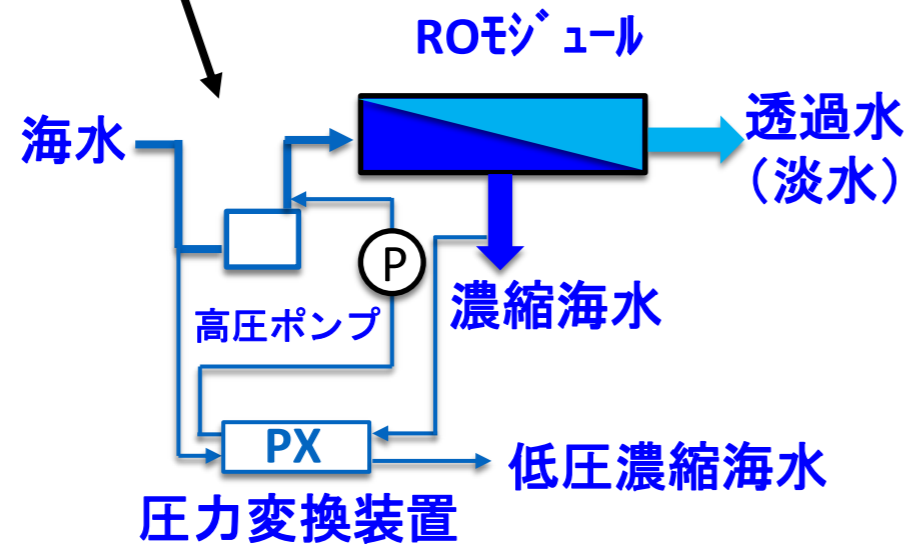 ROモジュール
海水
透過水
（淡水）
P
濃縮海水
高圧ポンプ
PX
低圧濃縮海水
圧力変換装置